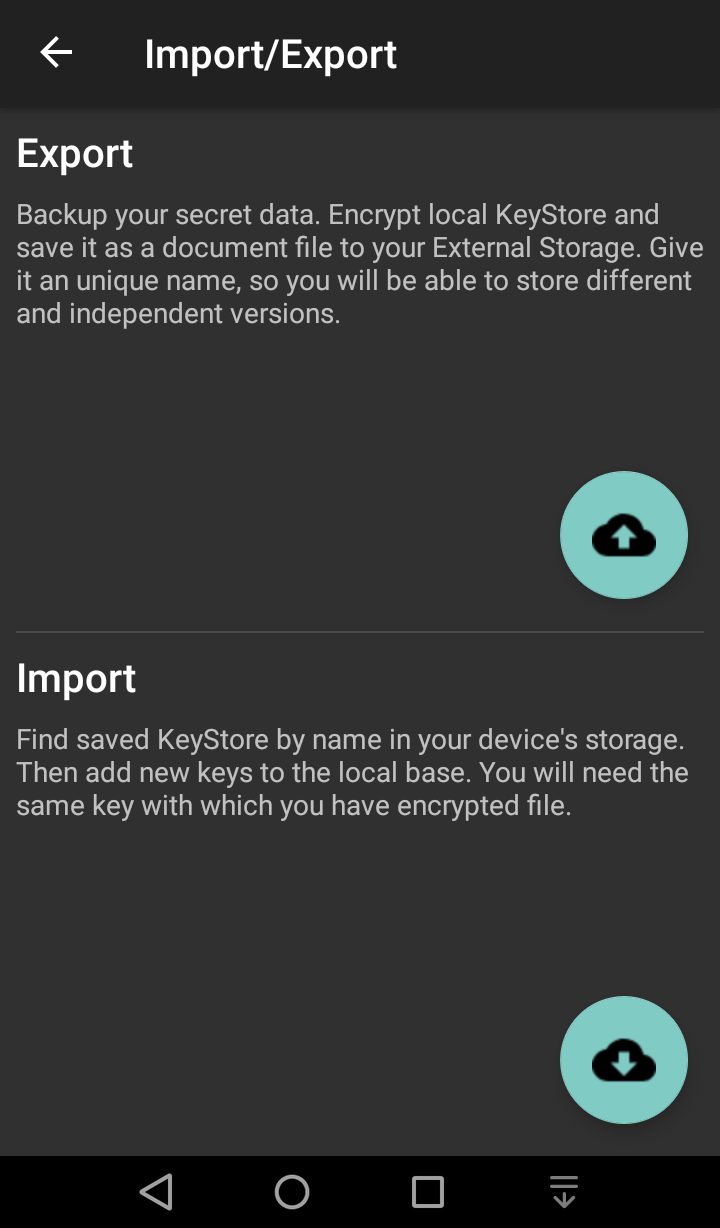 Import/Export
Export
Backup your secret data. Encrypt local KeyStore and
save it as a document file to your External Storage. Give
it an unique name, so you will be able to store different
and independent versions.
Import
Find saved KeyStore by name in your device's storage.
Then add new keys to the local base. You will need the
same key with which you have encrypted file.